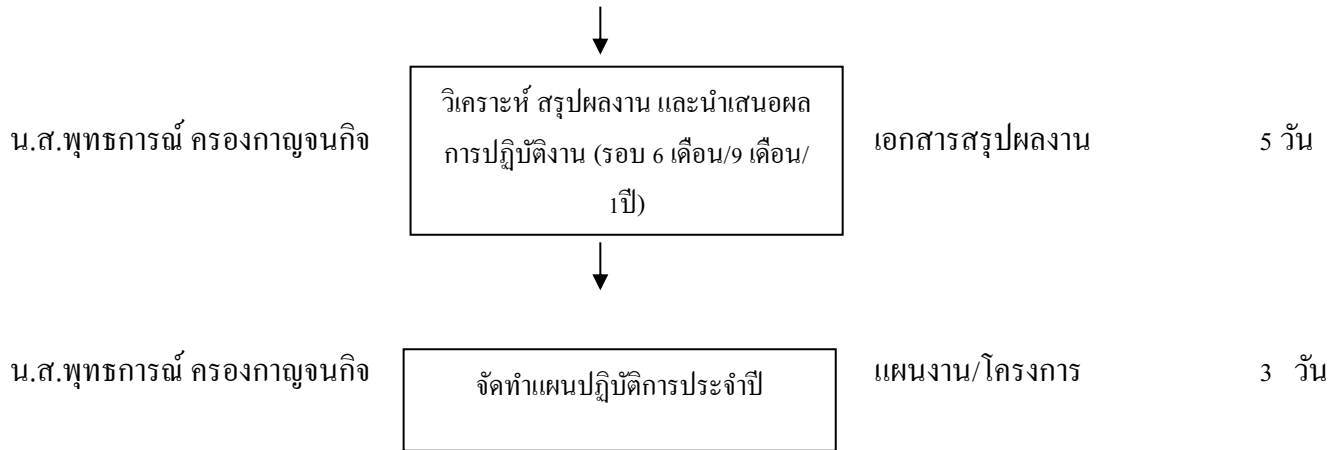 วิเคราะห์ สรุปผลงาน และนำเสนอผล
น.ส.พุทธการณ์ ครองกาญจนกิจ
การปฏิบัติงาน (รอบ 6 เดือน/9 เดือน/
1ปี)
เอกสารสรุปผลงาน
5 วัน
น.ส.พุทธการณ์ ครองกาญจนกิจ
จัดทำแผนปฏิบัติการประจำปี
แผนงาน/โครงการ
3 วัน